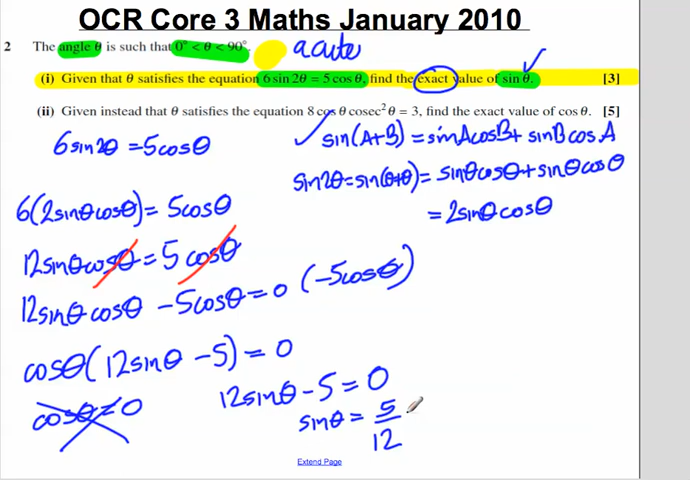 OCR Core 3 Maths January 2010
2 The angle θ is such that 0° < θ < 90°. acute
(i) Given that θ satisfies the equation 6 sin 2θ = 5 cos θ, find the exact value of sin θ. [3]
(ii) Given instead that θ satisfies the equation 8 cos θ cosec² θ = 3, find the exact value of cos θ. [5]
6sin2θ = 5cosθ
sin(A+B) = sinAcosB + sinBcosA
sin2θ = sin(θ+θ) = sinθcosθ + sinθcosθ
= 2sinθcosθ
6(2sinθcosθ) = 5cosθ
12sinθcosθ = 5cosθ
12sinθcosθ - 5cosθ = 0 (-5cosθ)
cosθ(12sinθ - 5) = 0
cosθ = 0
12sinθ - 5 = 0
sinθ = 5/12
Extend Page